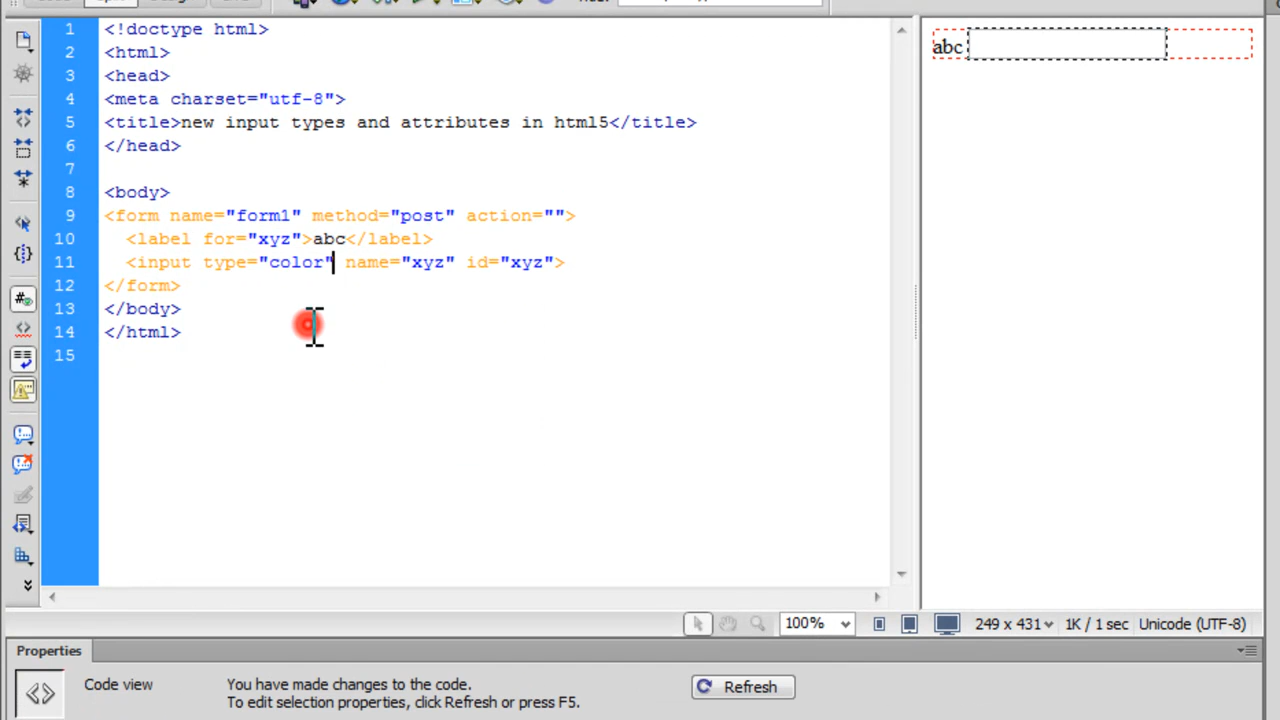 1 <!doctype html>
2 <html>
3 <head>
4 <meta charset="utf-8">
5 <title>new input types and attributes in html5</title>
6 </head>
7
8 <body>
9 <form name="form1" method="post" action="">
10 <label for="xyz">abc</label>
11 <input type="color" name="xyz" id="xyz">
12 </form>
13 </body>
14 </html>
15
abc
100% 249 x 431 1K / 1 sec Unicode (UTF-8)
Properties
Code view
You have made changes to the code.
To edit selection properties, click Refresh or press F5.
Refresh